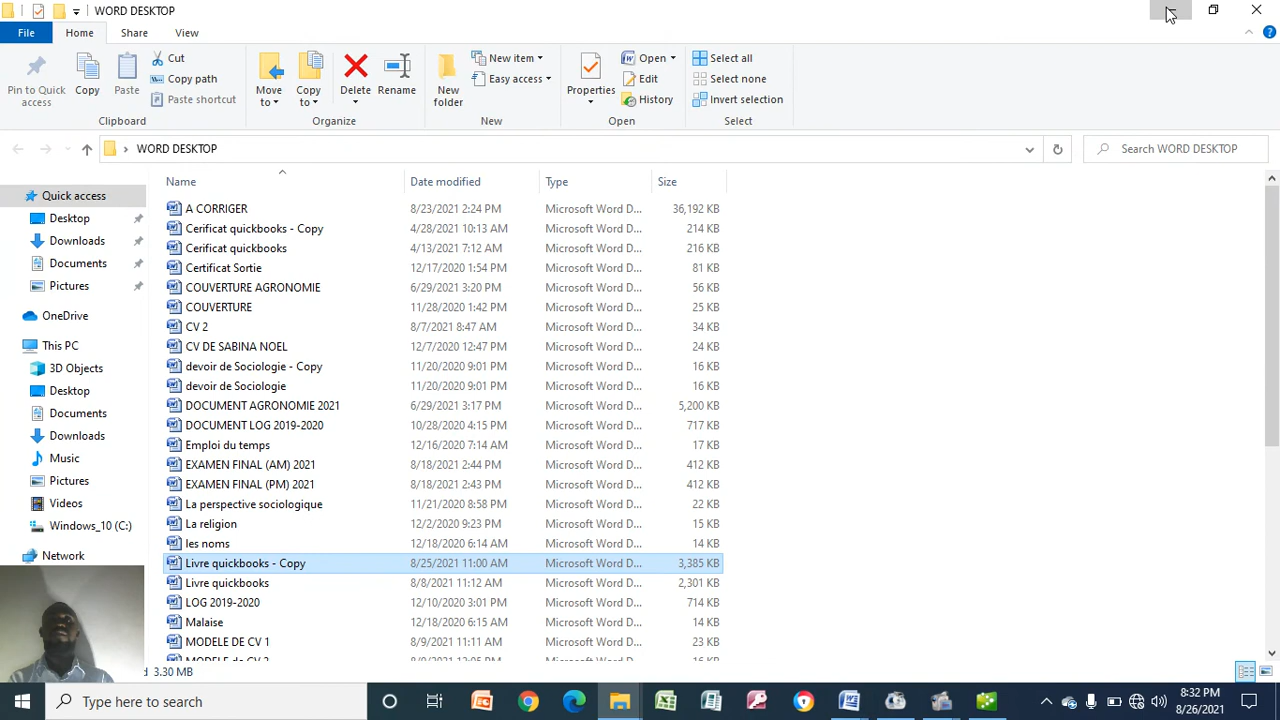 WORD DESKTOP
File Home Share View
Pin to Quick access
Copy
Paste
Cut
Copy path
Paste shortcut
Clipboard
Move to
Copy to
Delete
Rename
Organize
New folder
New item
Easy access
New
Properties
Open
Edit
History
Open
Select all
Select none
Invert selection
Select
WORD DESKTOP
Search WORD DESKTOP
Quick access
Desktop
Downloads
Documents
Pictures
OneDrive
This PC
3D Objects
Desktop
Documents
Downloads
Music
Pictures
Videos
Windows_10 (C:)
Network
Name Date modified Type Size
A CORRIGER 8/23/2021 2:24 PM Microsoft Word D... 36,192 KB
Cerificat quickbooks - Copy 4/28/2021 10:13 AM Microsoft Word D... 214 KB
Cerificat quickbooks 4/13/2021 7:12 AM Microsoft Word D... 216 KB
Certificat Sortie 12/17/2020 1:54 PM Microsoft Word D... 81 KB
COUVERTURE AGRONOMIE 6/29/2021 3:20 PM Microsoft Word D... 56 KB
COUVERTURE 11/28/2020 1:42 PM Microsoft Word D... 25 KB
CV 2 8/7/2021 8:47 AM Microsoft Word D... 34 KB
CV DE SABINA NOEL 12/7/2020 12:47 PM Microsoft Word D... 24 KB
devoir de Sociologie - Copy 11/20/2020 9:01 PM Microsoft Word D... 16 KB
devoir de Sociologie 11/20/2020 9:01 PM Microsoft Word D... 16 KB
DOCUMENT AGRONOMIE 2021 6/29/2021 3:17 PM Microsoft Word D... 5,200 KB
DOCUMENT LOG 2019-2020 10/28/2020 4:15 PM Microsoft Word D... 717 KB
Emploi du temps 12/16/2020 7:14 AM Microsoft Word D... 17 KB
EXAMEN FINAL (AM) 2021 8/18/2021 2:44 PM Microsoft Word D... 412 KB
EXAMEN FINAL (PM) 2021 8/18/2021 2:43 PM Microsoft Word D... 412 KB
La perspective sociologique 11/21/2020 8:58 PM Microsoft Word D... 22 KB
La religion 12/2/2020 9:23 PM Microsoft Word D... 15 KB
les noms 12/18/2020 6:14 AM Microsoft Word D... 14 KB
Livre quickbooks - Copy 8/25/2021 11:00 AM Microsoft Word D... 3,385 KB
Livre quickbooks 8/8/2021 11:12 AM Microsoft Word D... 2,301 KB
LOG 2019-2020 12/10/2020 3:01 PM Microsoft Word D... 714 KB
Malaise 12/18/2020 6:15 AM Microsoft Word D... 14 KB
MODELE DE CV 1 8/9/2021 11:11 AM Microsoft Word D... 23 KB
d 3.30 MB
Type here to search
8:32 PM
8/26/2021